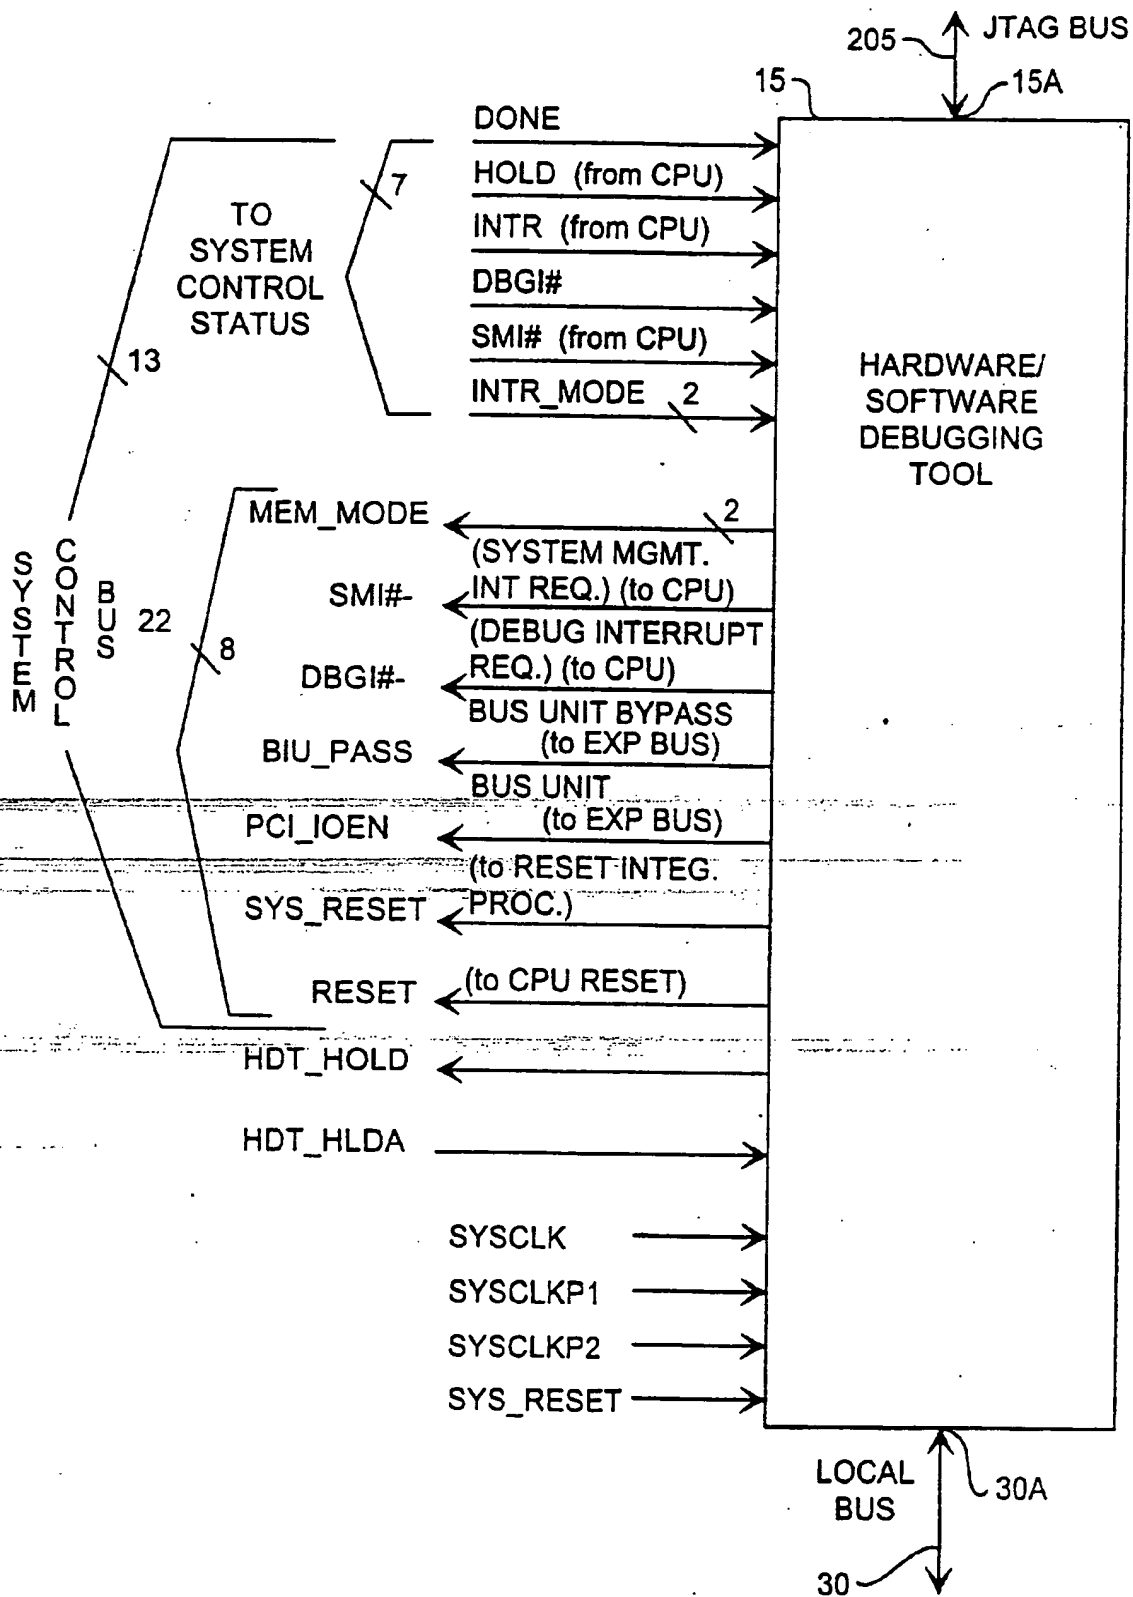 JTAG BUS
205
15
15A
DONE
HOLD (from CPU)
7
INTR (from CPU)
TO
SYSTEM
CONTROL
STATUS
DBGI#
SMI# (from CPU)
13
INTR_MODE
2
HARDWARE/
SOFTWARE
DEBUGGING
TOOL
MEM_MODE
2
(SYSTEM MGMT.
INT REQ.) (to CPU)
SMI#-
(DEBUG INTERRUPT
REQ.) (to CPU)
DBGI#-
SYSTEM
CONTROL
BUS
22
8
BUS UNIT BYPASS
(to EXP BUS)
BIU_PASS
BUS UNIT
(to EXP BUS)
PCI_IOEN
(to RESET INTEG.
PROC.)
SYS_RESET
(to CPU RESET)
RESET
HDT_HOLD
HDT_HLDA
SYSCLK
SYSCLKP1
SYSCLKP2
SYS_RESET
LOCAL
BUS
30A
30